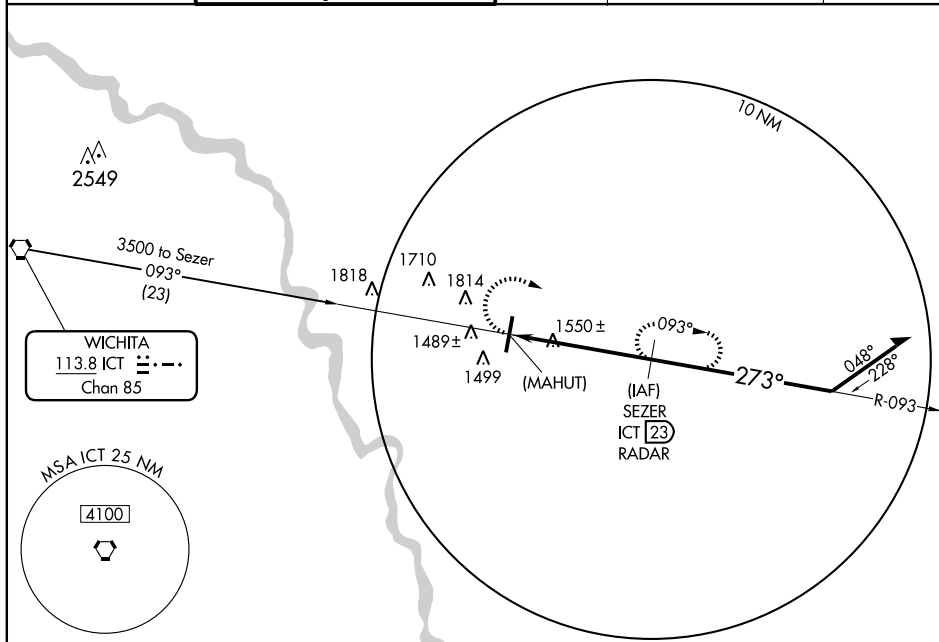 10 NM
2549
3500 to Sezer
093°
(23)
1818
1710
1814
1489±
1499
1550 ±
(MAHUT)
093°
(IAF)
SEZER
ICT 23
RADAR
273°
048°
228°
R-093
WICHITA
113.8 ICT
Chan 85
MSA ICT 25 NM
4100